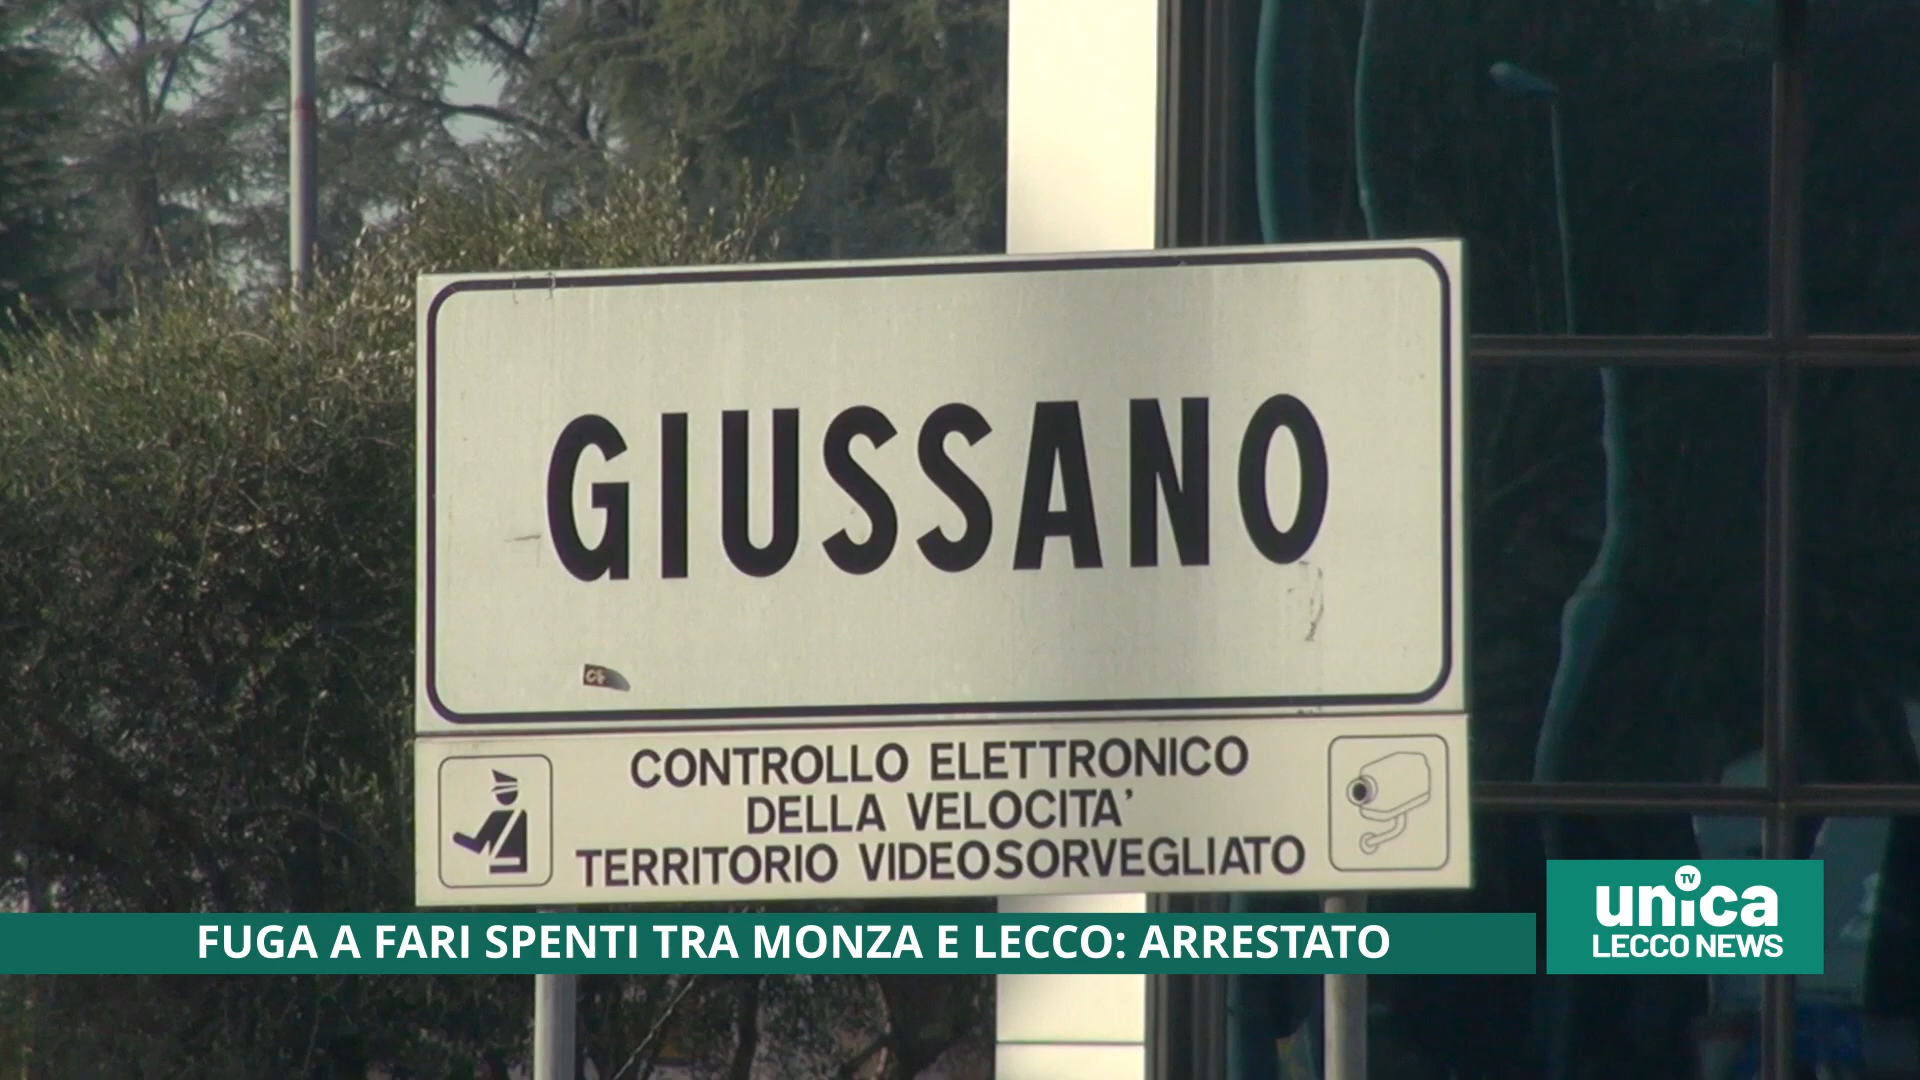 GIUSSANO
CONTROLLO ELETTRONICO
DELLA VELOCITA'
TERRITORIO VIDEOSORVEGLIATO
FUGA A FARI SPENTI TRA MONZA E LECCO: ARRESTATO
TV
unica
LECCO NEWS